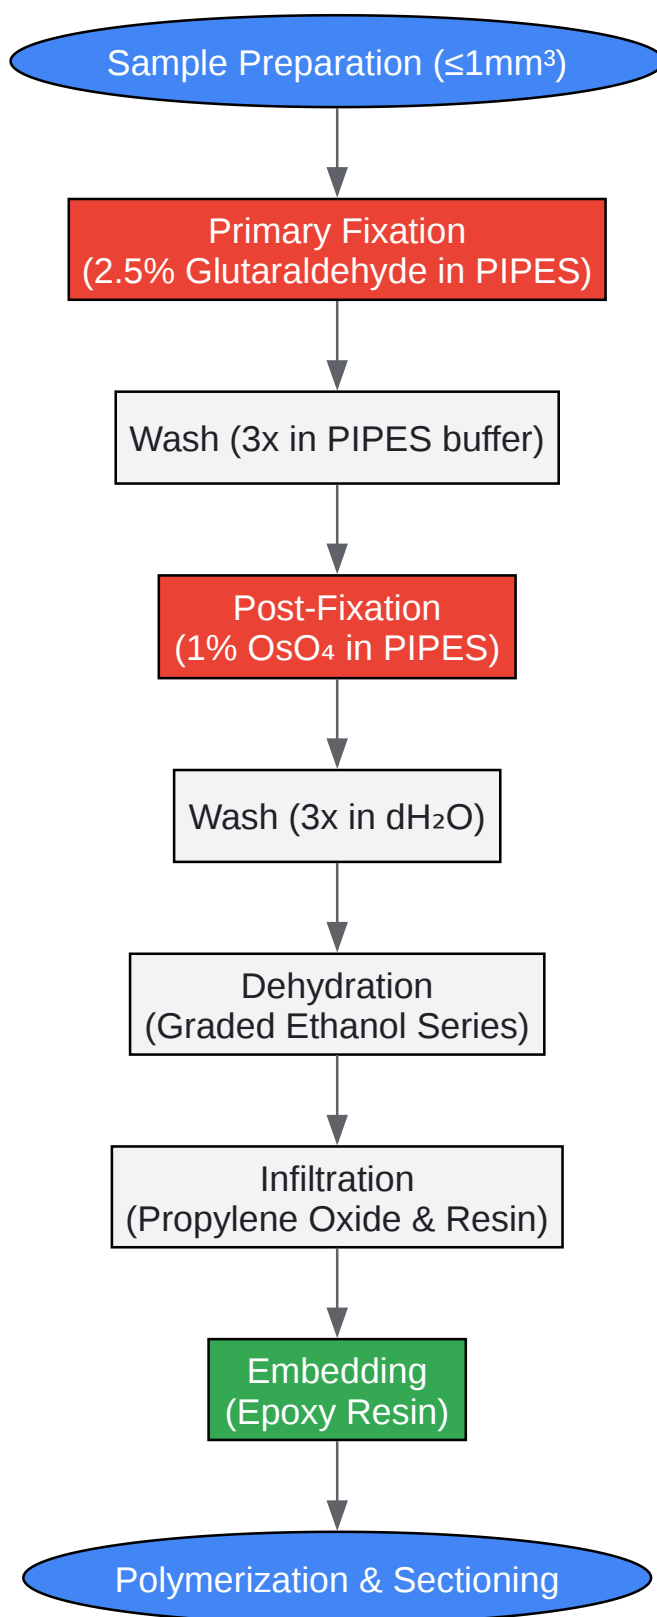 Sample Preparation (≤1mm³)
Primary Fixation
(2.5% Glutaraldehyde in PIPES)
Wash (3x in PIPES buffer)
Post-Fixation
(1% OsO₄ in PIPES)
Wash (3x in dH₂O)
Dehydration
(Graded Ethanol Series)
Infiltration
(Propylene Oxide & Resin)
Embedding
(Epoxy Resin)
Polymerization & Sectioning